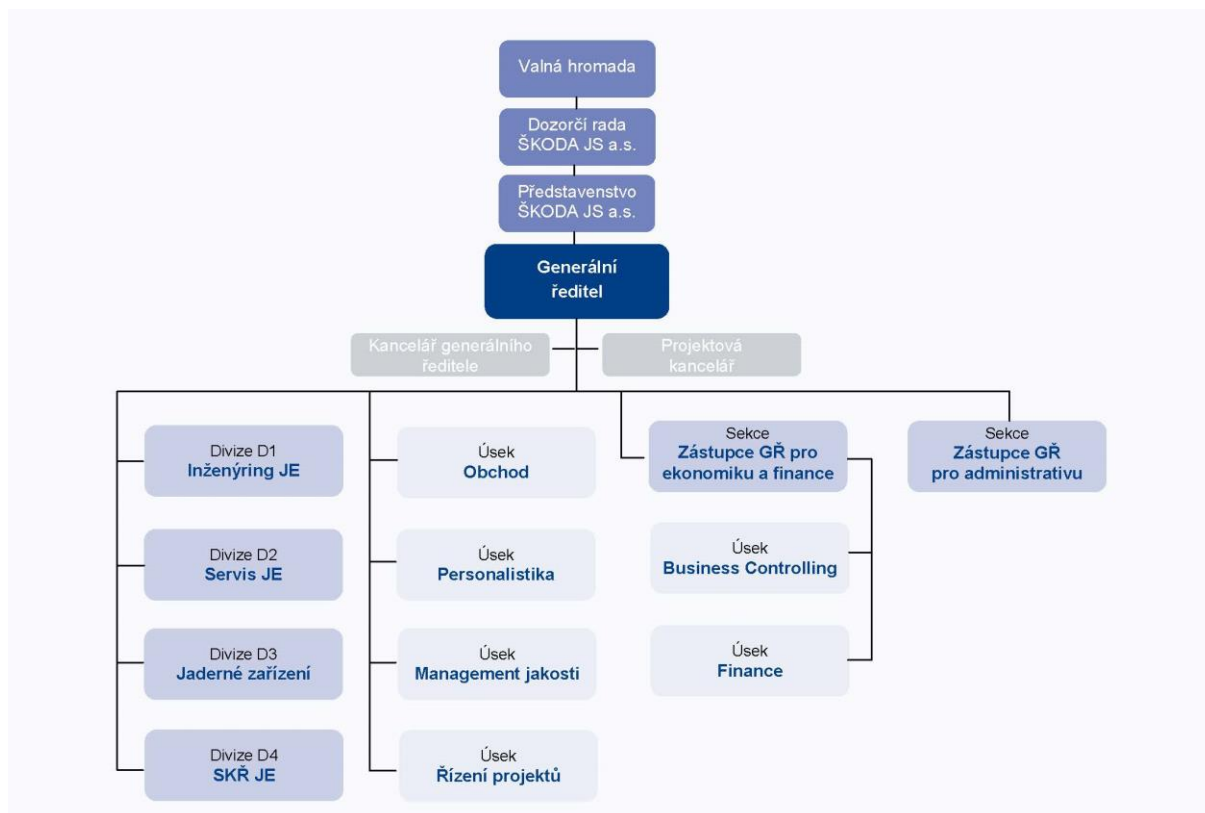 Valná hromada
Dozorčí rada
ŠKODA JS a.s.
Představenstvo
ŠKODA JS a.s.
Generální
ředitel
Kancelář generálního
ředitele
Projektová
kancelář
Divize D1
Inženýring JE
Úsek
Obchod
Sekce
Zástupce GŘ pro
ekonomiku a finance
Sekce
Zástupce GŘ
pro administrativu
Divize D2
Servis JE
Úsek
Personalistika
Úsek
Business Controlling
Divize D3
Jaderné zařízení
Úsek
Management jakosti
Úsek
Finance
Divize D4
SKŘ JE
Úsek
Řízení projektů